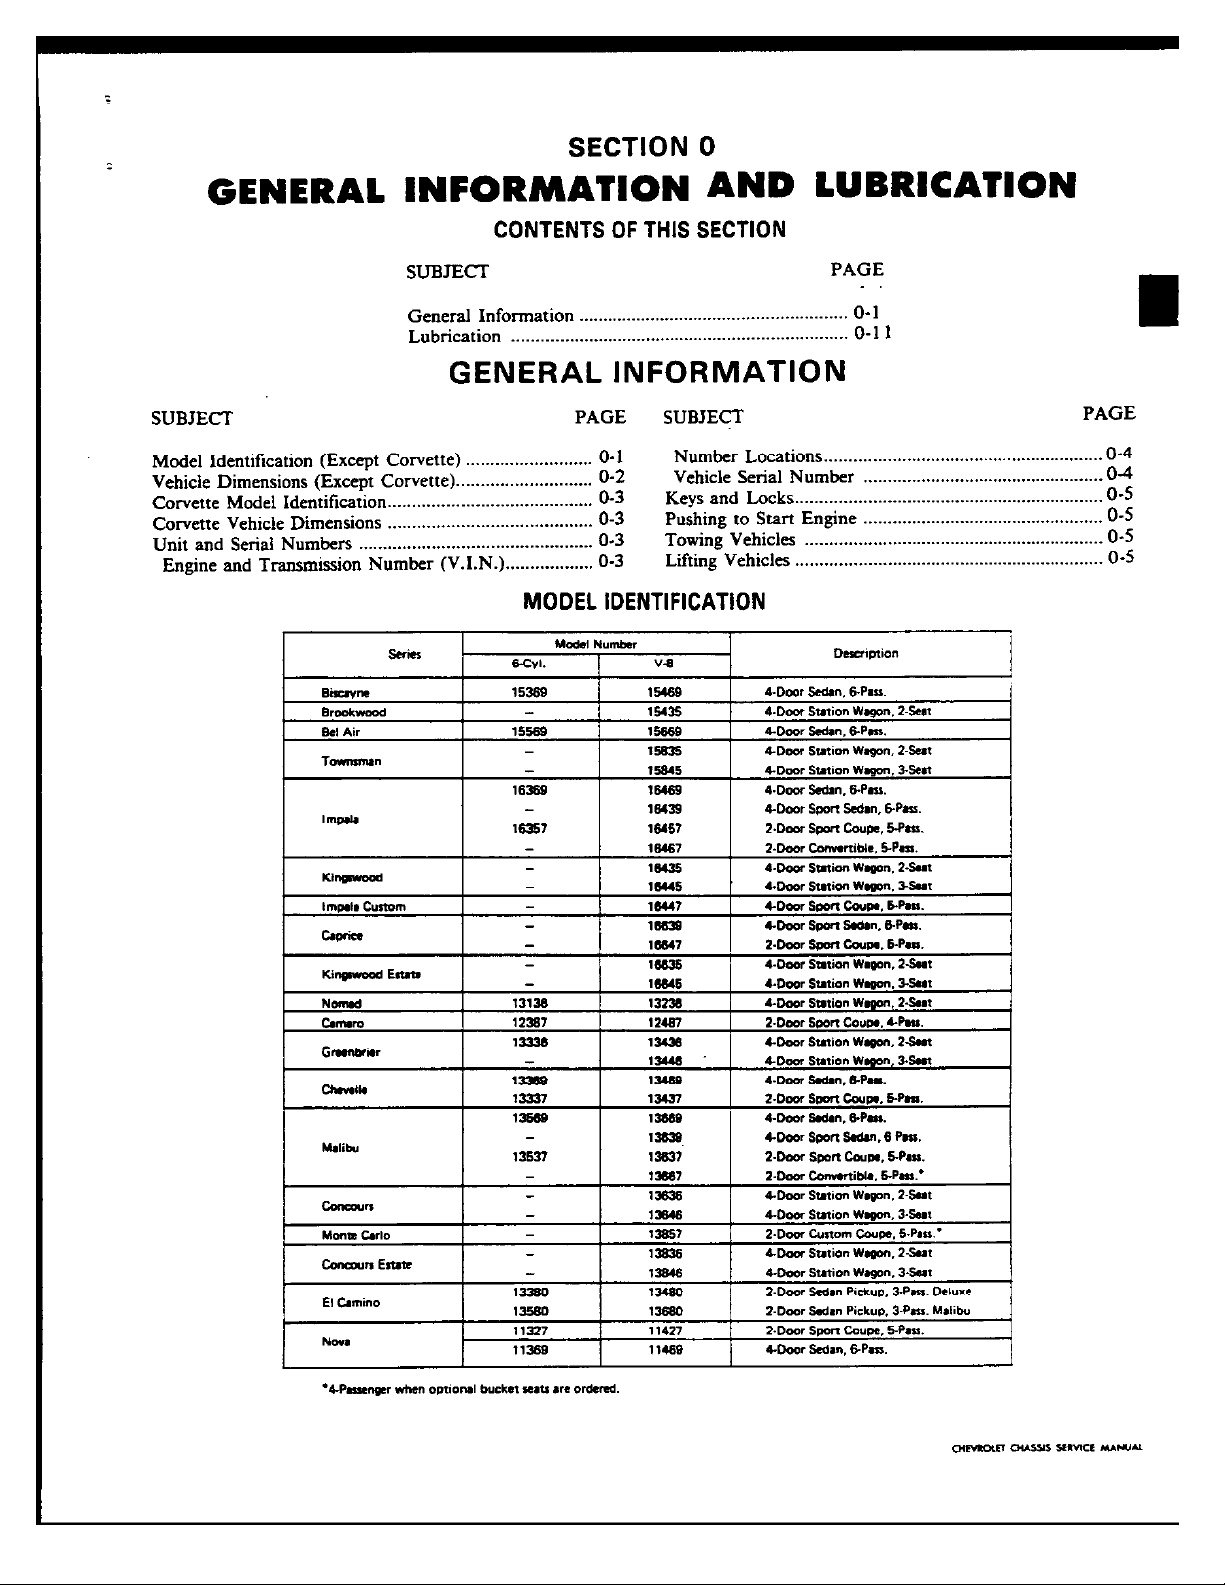 SECTION 0
GENERAL INFORMATION AND LUBRICATION
CONTENTS OF THIS SECTION
SUBJECT PAGE
General Information ........ 0-1
Lubrication ........ 0-11
GENERAL INFORMATION
SUBJECT PAGE
Model Identification (Except Corvette) ........ 0-1
Vehicle Dimensions (Except Corvette) ........ 0-2
Corvette Model Identification ........ 0-3
Corvette Vehicle Dimensions ........ 0-3
Unit and Serial Numbers ........ 0-3
Engine and Transmission Number (V.I.N.) ........ 0-3
SUBJECT PAGE
Number Locations ........ 0-4
Vehicle Serial Number ........ 0-4
Keys and Locks ........ 0-5
Pushing to Start Engine ........ 0-5
Towing Vehicles ........ 0-5
Lifting Vehicles ........ 0-5
MODEL IDENTIFICATION
Series Model Number Description
6-Cyl. V-8
Biscayne 15369 15469 4-Door Sedan, 6-Pass.
Brookwood – 15435 4-Door Station Wagon, 2-Seat
Bel Air 15569 15669 4-Door Sedan, 6-Pass.
Townsman – 15635 4-Door Station Wagon, 2-Seat
– 15645 4-Door Station Wagon, 3-Seat
Impala 16369 16469 4-Door Sedan, 6-Pass.
– 16439 4-Door Sport Sedan, 6-Pass.
16357 16457 2-Door Sport Coupe, 5-Pass.
– 16467 2-Door Convertible, 5-Pass.
Kingswood – 16435 4-Door Station Wagon, 2-Seat
– 16445 4-Door Station Wagon, 3-Seat
Impala Custom – 16447 4-Door Sport Coupe, 5-Pass.
Caprice – 16639 4-Door Sport Sedan, 6-Pass.
– 16647 2-Door Sport Coupe, 5-Pass.
Kingswood Estate – 16635 4-Door Station Wagon, 2-Seat
– 16645 4-Door Station Wagon, 3-Seat
Nomad 13136 13236 4-Door Station Wagon, 2-Seat
Camaro 12387 12487 2-Door Sport Coupe, 4-Pass.
Greenbrier 13336 13436 4-Door Station Wagon, 2-Seat
– 13446 4-Door Station Wagon, 3-Seat
Chevelle 13369 13469 4-Door Sedan, 6-Pass.
13337 13437 2-Door Sport Coupe, 5-Pass.
Malibu 13569 13669 4-Door Sedan, 6-Pass.
– 13639 4-Door Sport Sedan, 6 Pass.
13537 13637 2-Door Sport Coupe, 5-Pass.
– 13667 2-Door Convertible, 5-Pass.*
Concours – 13636 4-Door Station Wagon, 2-Seat
– 13646 4-Door Station Wagon, 3-Seat
Monte Carlo – 13857 2-Door Custom Coupe, 5-Pass.*
Concours Estate – 13836 4-Door Station Wagon, 2-Seat
– 13846 4-Door Station Wagon, 3-Seat
El Camino 13380 13480 2-Door Sedan Pickup, 3-Pass. Deluxe
13580 13680 2-Door Sedan Pickup, 3-Pass. Malibu
Nova 11327 11427 2-Door Sport Coupe, 5-Pass.
11369 11469 4-Door Sedan, 6-Pass.
*4-Passenger when optional bucket seats are ordered.
CHEVROLET CHASSIS SERVICE MANUAL